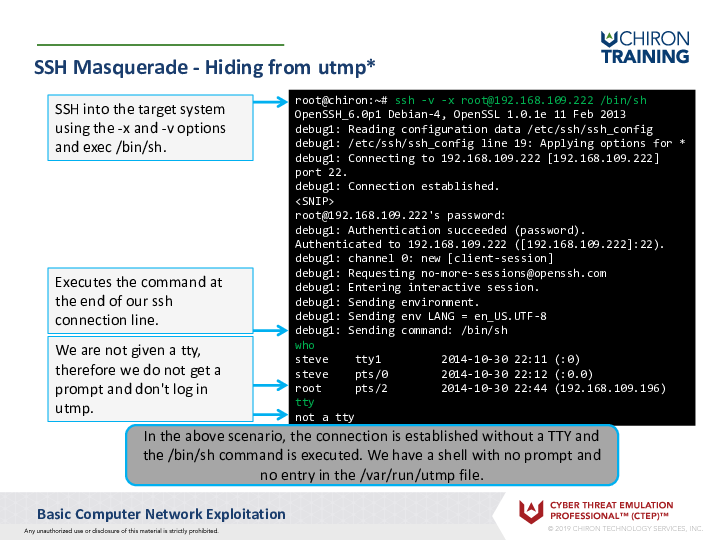 CHIRON
TRAINING
SSH Masquerade - Hiding from utmp*
SSH into the target system
using the -x and -v options
and exec /bin/sh.
Executes the command at
the end of our ssh
connection line.
We are not given a tty,
therefore we do not get a
prompt and don't log in
utmp.
root@chiron:~# ssh -v -x root@192.168.109.222 /bin/sh
OpenSSH_6.0p1 Debian-4, OpenSSL 1.0.1e 11 Feb 2013
debug1: Reading configuration data /etc/ssh/ssh_config
debug1: /etc/ssh/ssh_config line 19: Applying options for *
debug1: Connecting to 192.168.109.222 [192.168.109.222]
port 22.
debug1: Connection established.
<SNIP>
root@192.168.109.222's password:
debug1: Authentication succeeded (password).
Authenticated to 192.168.109.222 ([192.168.109.222]:22).
debug1: channel 0: new [client-session]
debug1: Requesting no-more-sessions@openssh.com
debug1: Entering interactive session.
debug1: Sending environment.
debug1: Sending env LANG = en_US.UTF-8
debug1: Sending command: /bin/sh
who
steve tty1 2014-10-30 22:11 (:0)
steve pts/0 2014-10-30 22:12 (:0.0)
root pts/2 2014-10-30 22:44 (192.168.109.196)
tty
not a tty
In the above scenario, the connection is established without a TTY and
the /bin/sh command is executed. We have a shell with no prompt and
no entry in the /var/run/utmp file.
Basic Computer Network Exploitation
Any unauthorized use or disclosure of this material is strictly prohibited.
CYBER THREAT EMULATION
PROFESSIONAL™ (CTEP)™
© 2019 CHIRON TECHNOLOGY SERVICES, INC.